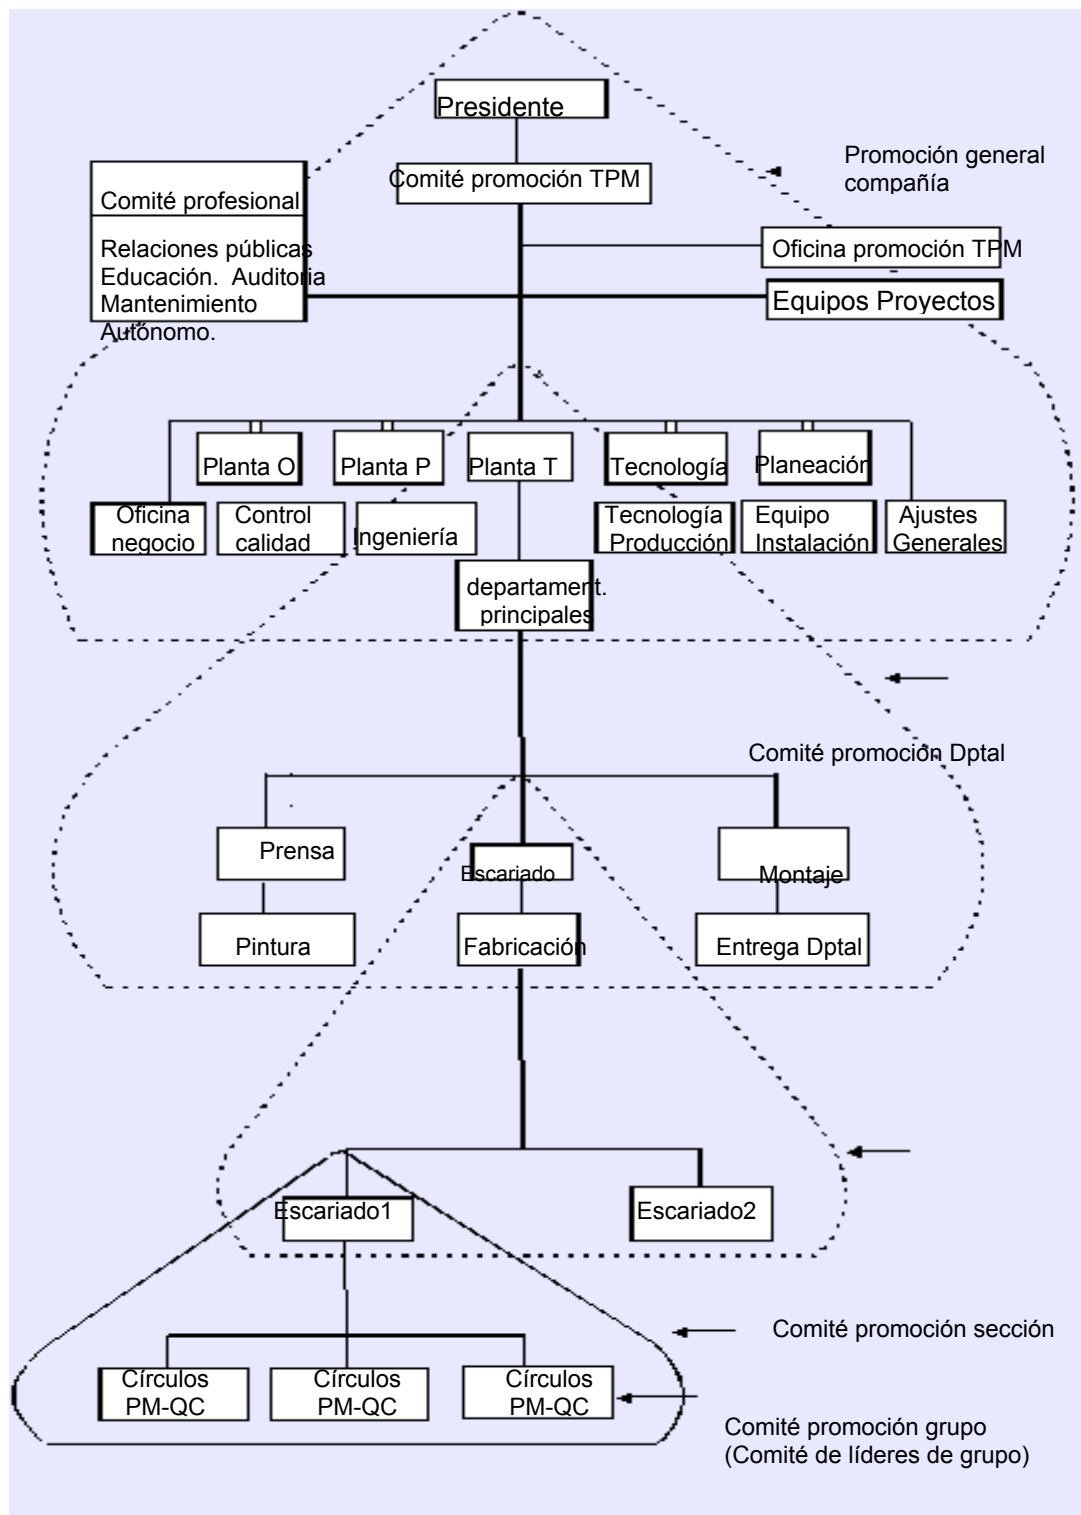 Presidente
Promoción general
compañía
Comité promoción TPM
Comité profesional
Relaciones públicas
Educación. Auditoria
Mantenimiento
Autónomo.
Oficina promoción TPM
Equipos Proyectos
Planta O
Planta P
Planta T
Tecnología
Planeación
Oficina
negocio
Control
calidad
Ingeniería
Tecnología
Producción
Equipo
Instalación
Ajustes
Generales
departament.
principales
Comité promoción Dptal
Prensa
Escariado
Montaje
Pintura
Fabricación
Entrega Dptal
Escariado1
Escariado2
Comité promoción sección
Círculos
PM-QC
Círculos
PM-QC
Círculos
PM-QC
Comité promoción grupo
(Comité de líderes de grupo)